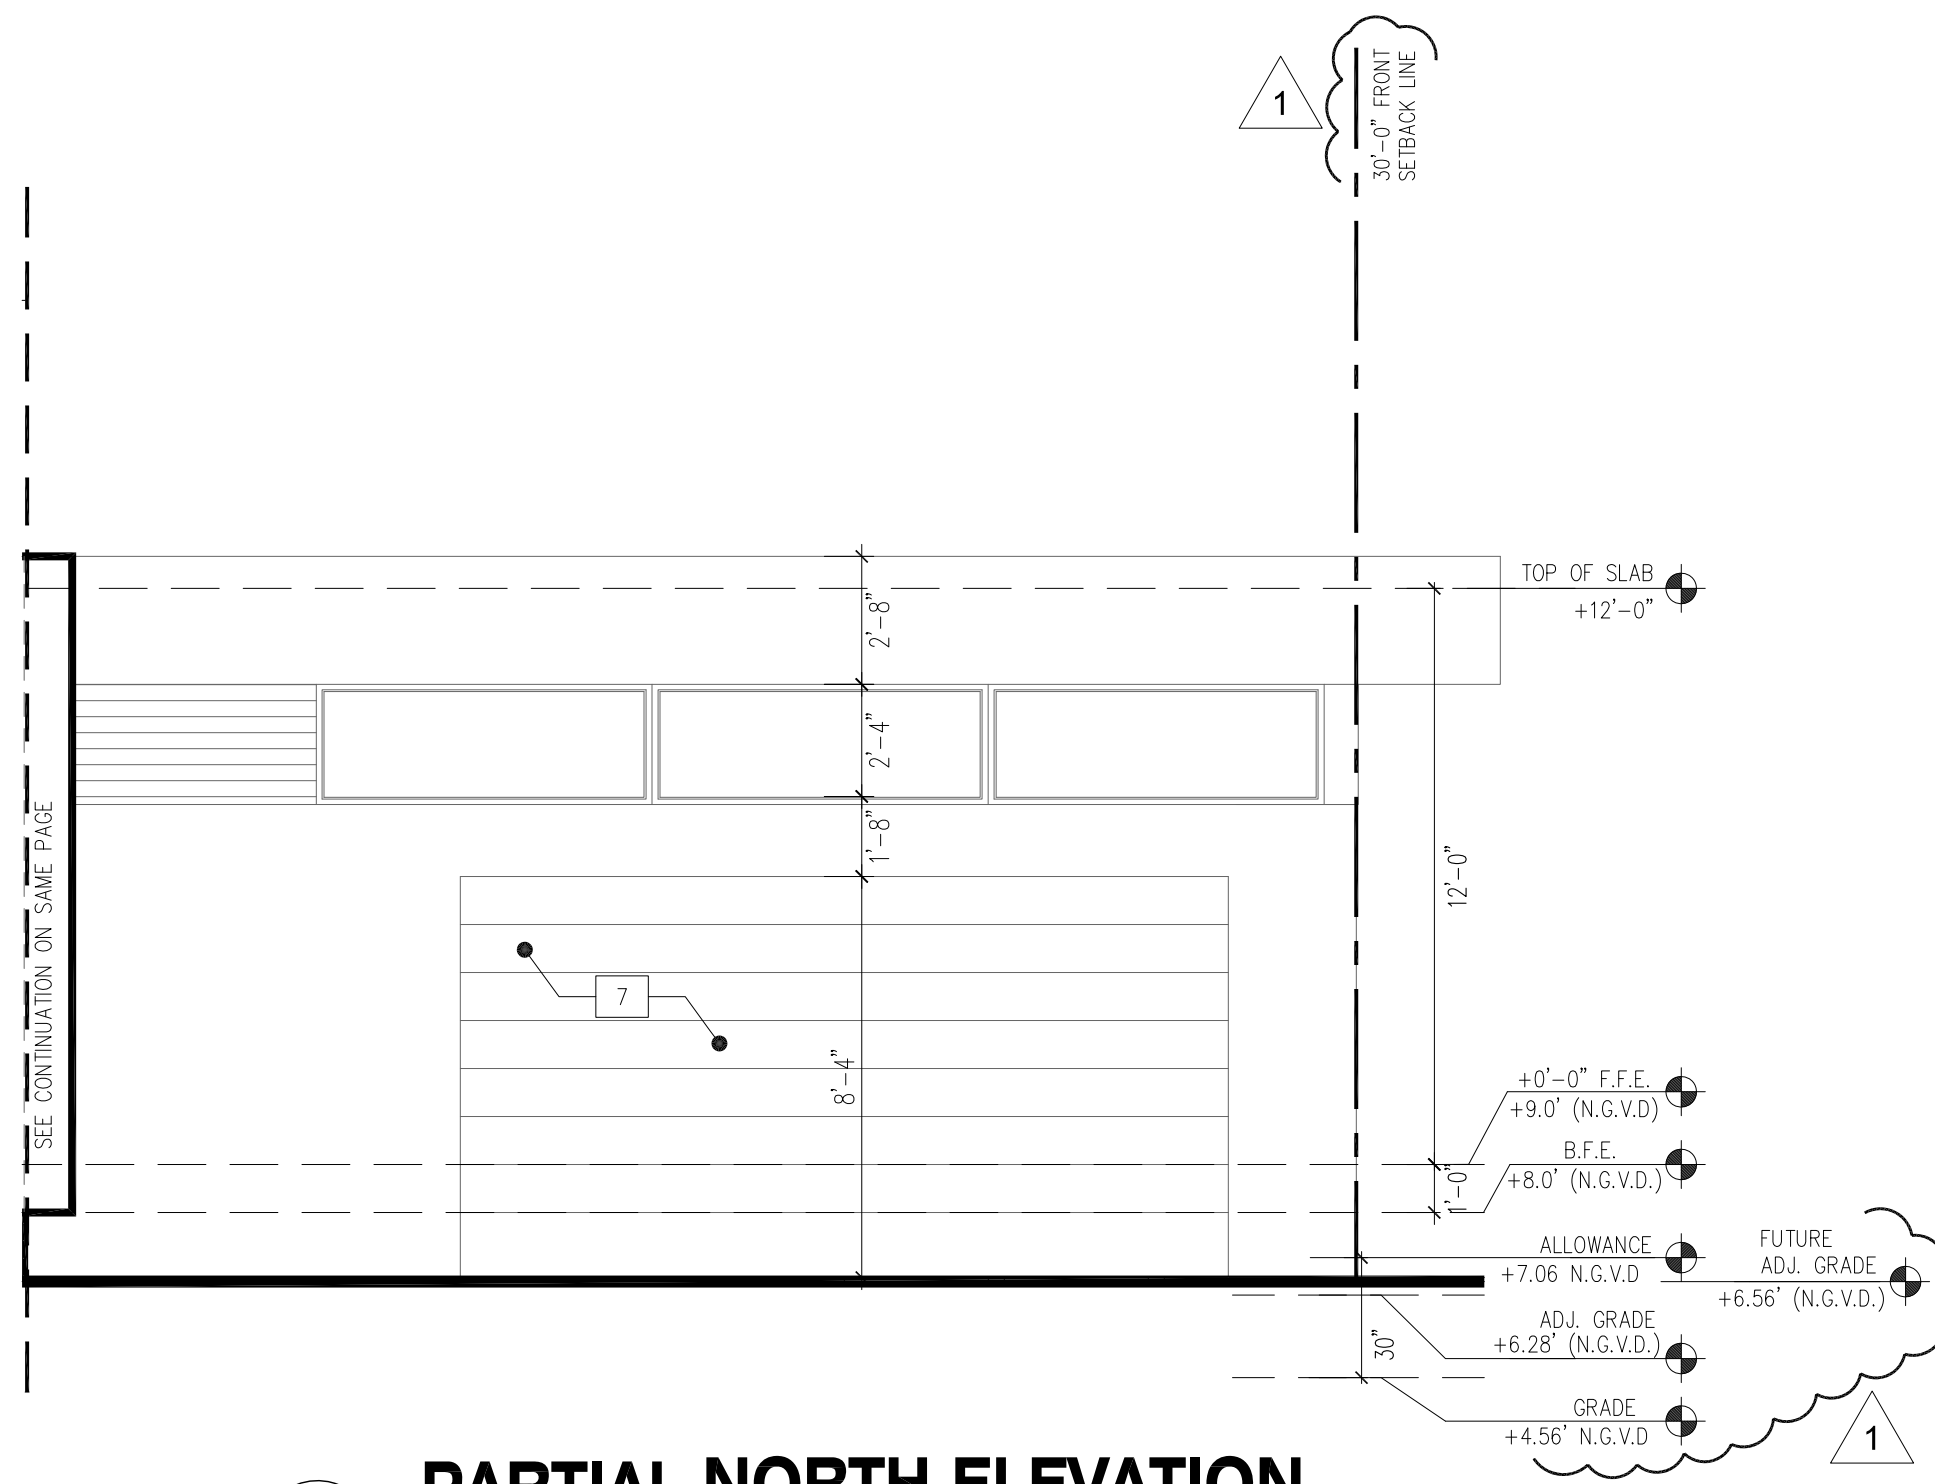 1
30'-0" FRONT
SETBACK LINE
TOP OF SLAB
+12'-0"
2'-8"
2'-4"
1'-8"
SEE CONTINUATION ON SAME PAGE
12'-0"
7
8'-4"
+0'-0" F.F.E.
+9.0' (N.G.V.D)
B.F.E.
+8.0' (N.G.V.D.)
1'-0"
ALLOWANCE
+7.06 N.G.V.D
FUTURE
ADJ. GRADE
+6.56' (N.G.V.D.)
ADJ. GRADE
+6.28' (N.G.V.D.)
30"
GRADE
+4.56' N.G.V.D
1
PARTIAL NORTH ELEVATION